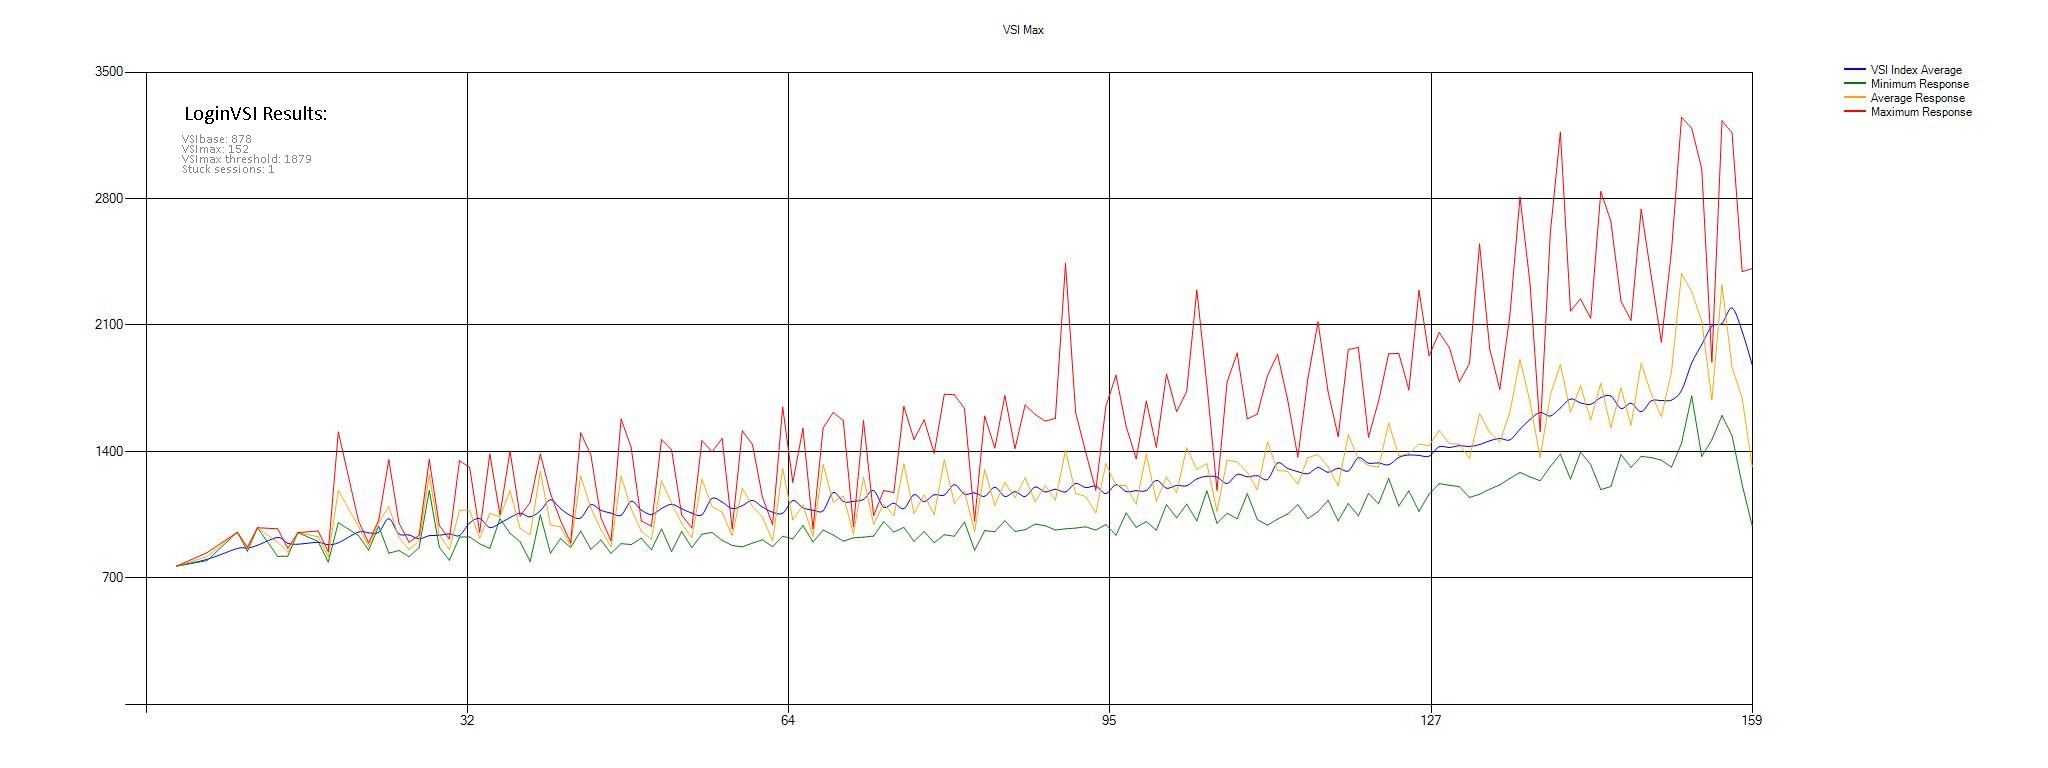 VSI Max
3500
2800
2100
1400
700
LoginVSI Results:
VSIbase: 878
VSImax: 152
VSImax threshold: 1879
Stuck sessions: 1
VSI Index Average
Minimum Response
Average Response
Maximum Response
32
64
95
127
159